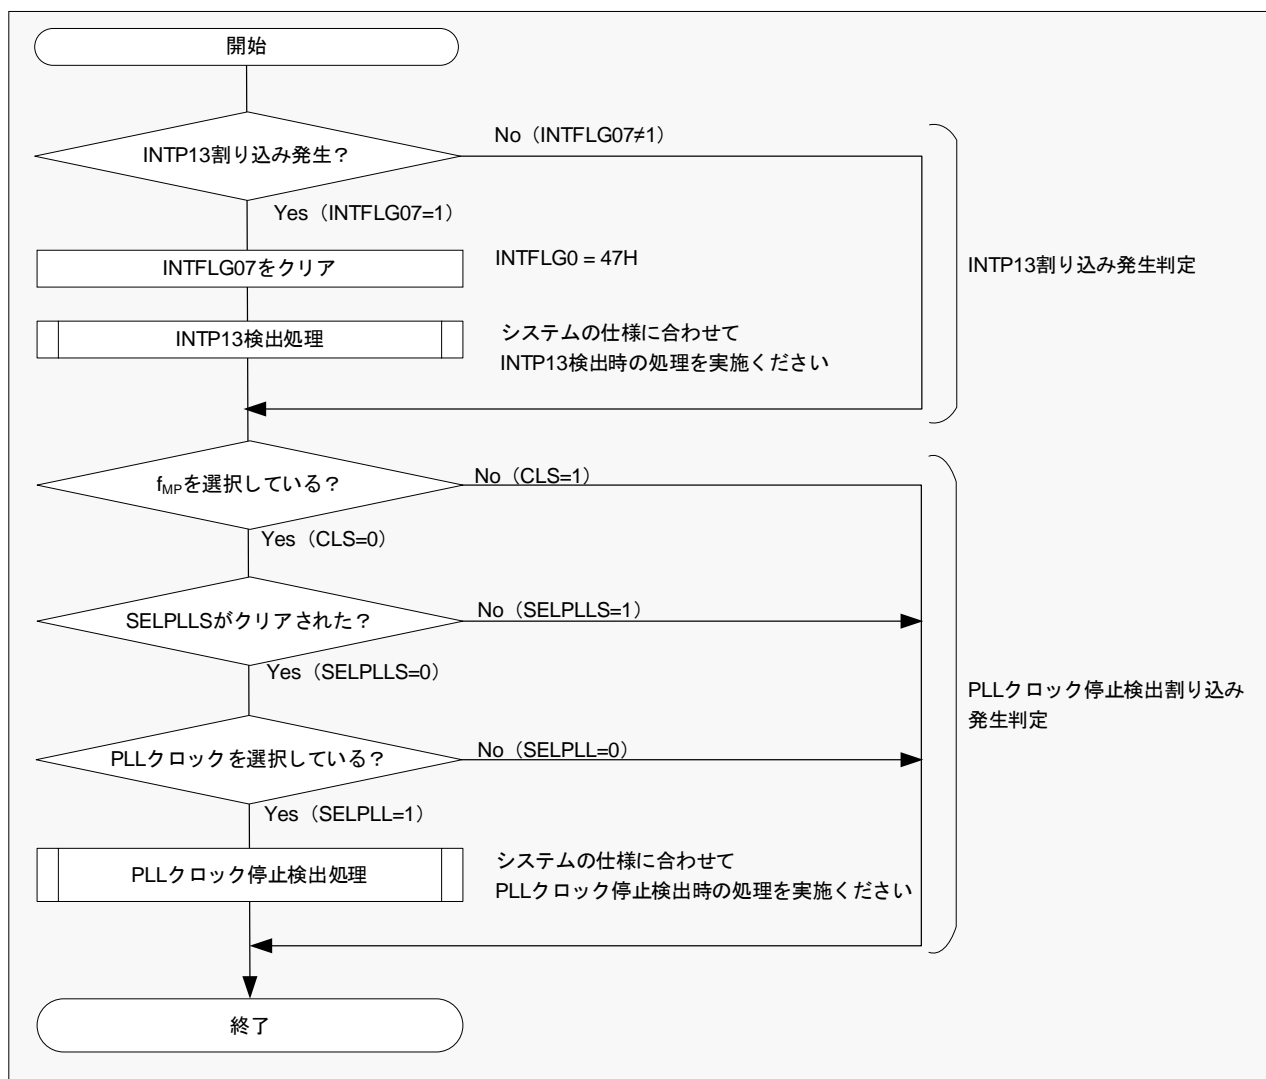 開始
INTP13割り込み発生？
No（INTFLG07≠1）
Yes（INTFLG07=1）
INTFLG07をクリア
INTFLG0 = 47H
INTP13検出処理
システムの仕様に合わせて
INTP13検出時の処理を実施ください
INTP13割り込み発生判定
fMPを選択している？
No（CLS=1）
Yes（CLS=0）
SELPLLSがクリアされた？
No（SELPLLS=1）
Yes（SELPLLS=0）
PLLクロックを選択している？
No（SELPLL=0）
Yes（SELPLL=1）
PLLクロック停止検出処理
システムの仕様に合わせて
PLLクロック停止検出時の処理を実施ください
PLLクロック停止検出割り込み
発生判定
終了